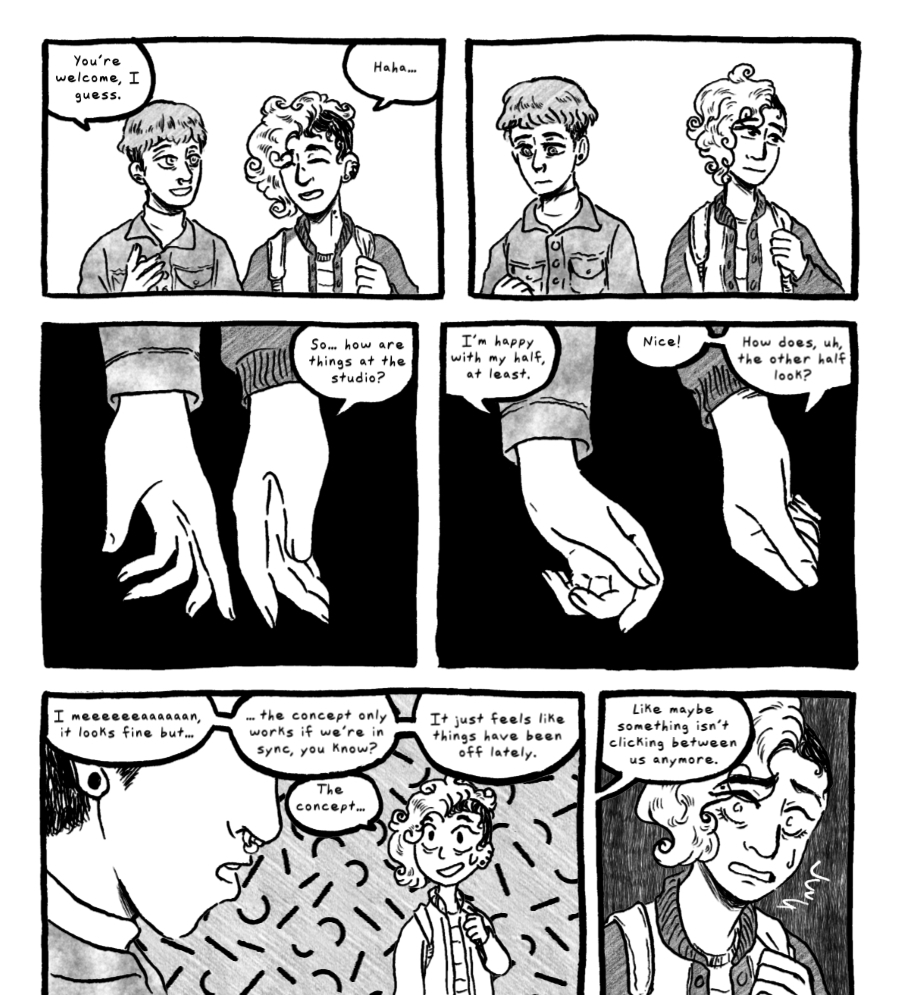 You're
welcome, I
guess.
Haha...
So... how are
things at the
studio?
I'm happy
with my half,
at least.
Nice!
How does, uh,
the other half
look?
I meeeeeeaaaaaan,
it looks fine but...
... the concept only
works if we're in
sync, you know?
It just feels like
things have been
off lately.
The
concept...
Like maybe
something isn't
clicking between
us anymore.